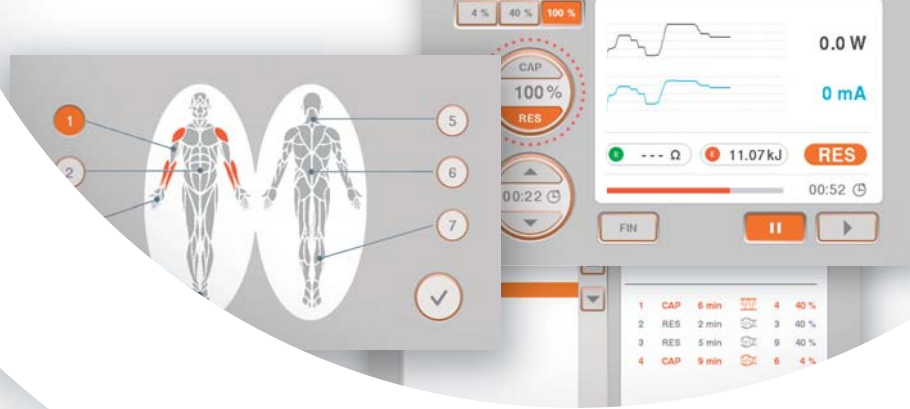 4 % 40 % 100 %
CAP
100 %
RES
0.0 W
0 mA
R --- Ω
11.07 kJ
RES
00:22
00:52
FIN
1
2
5
6
7
1 CAP 6 min 4 40 %
2 RES 2 min 3 40 %
3 RES 5 min 9 40 %
4 CAP 9 min 6 4 %